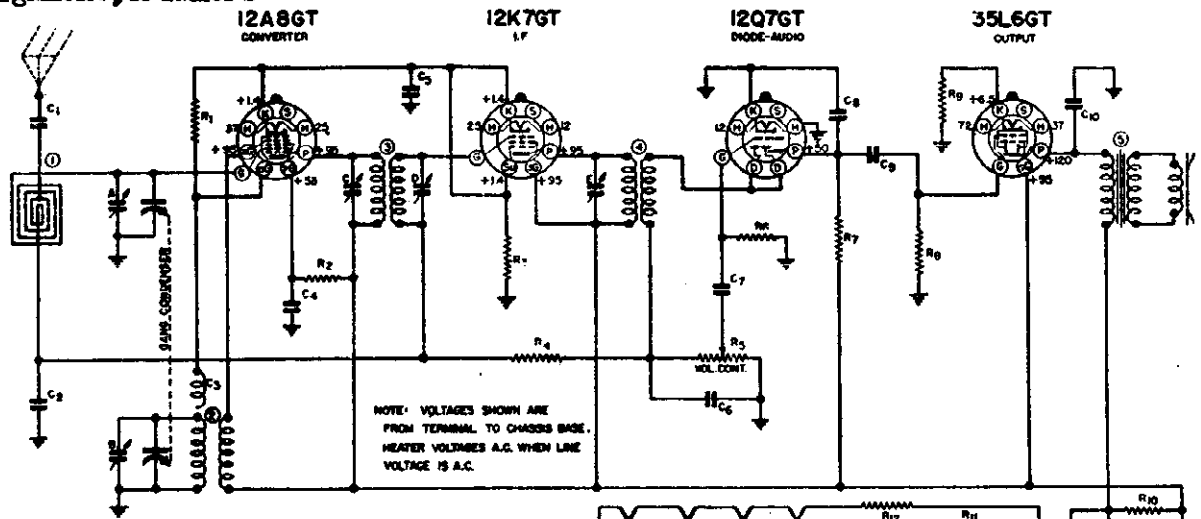 12A8GT
CONVERTER
12K7GT
I.F
12Q7GT
DIODE-AUDIO
35L6GT
OUTPUT
C1
1
C2
GANG CONDENSER
R1
+1.4
K
S
37
H
H
25
P
+95
G
+55
R2
C4
C3
2
C5
3
+1.4
K
S
25
H
H
12
P
G
+95
+1.4
+95
R4
4
K
S
12
H
H
P
+50
G
D
D
C7
R5
VOL. CONT.
C6
C8
C9
R7
R8
R9
+6.5
K
S
72
H
H
37
P
+120
G
+95
C10
5
NOTE: VOLTAGES SHOWN ARE
FROM TERMINAL TO CHASSIS BASE.
HEATER VOLTAGES A.C. WHEN LINE
VOLTAGE IS A.C.
R12
R11
R10